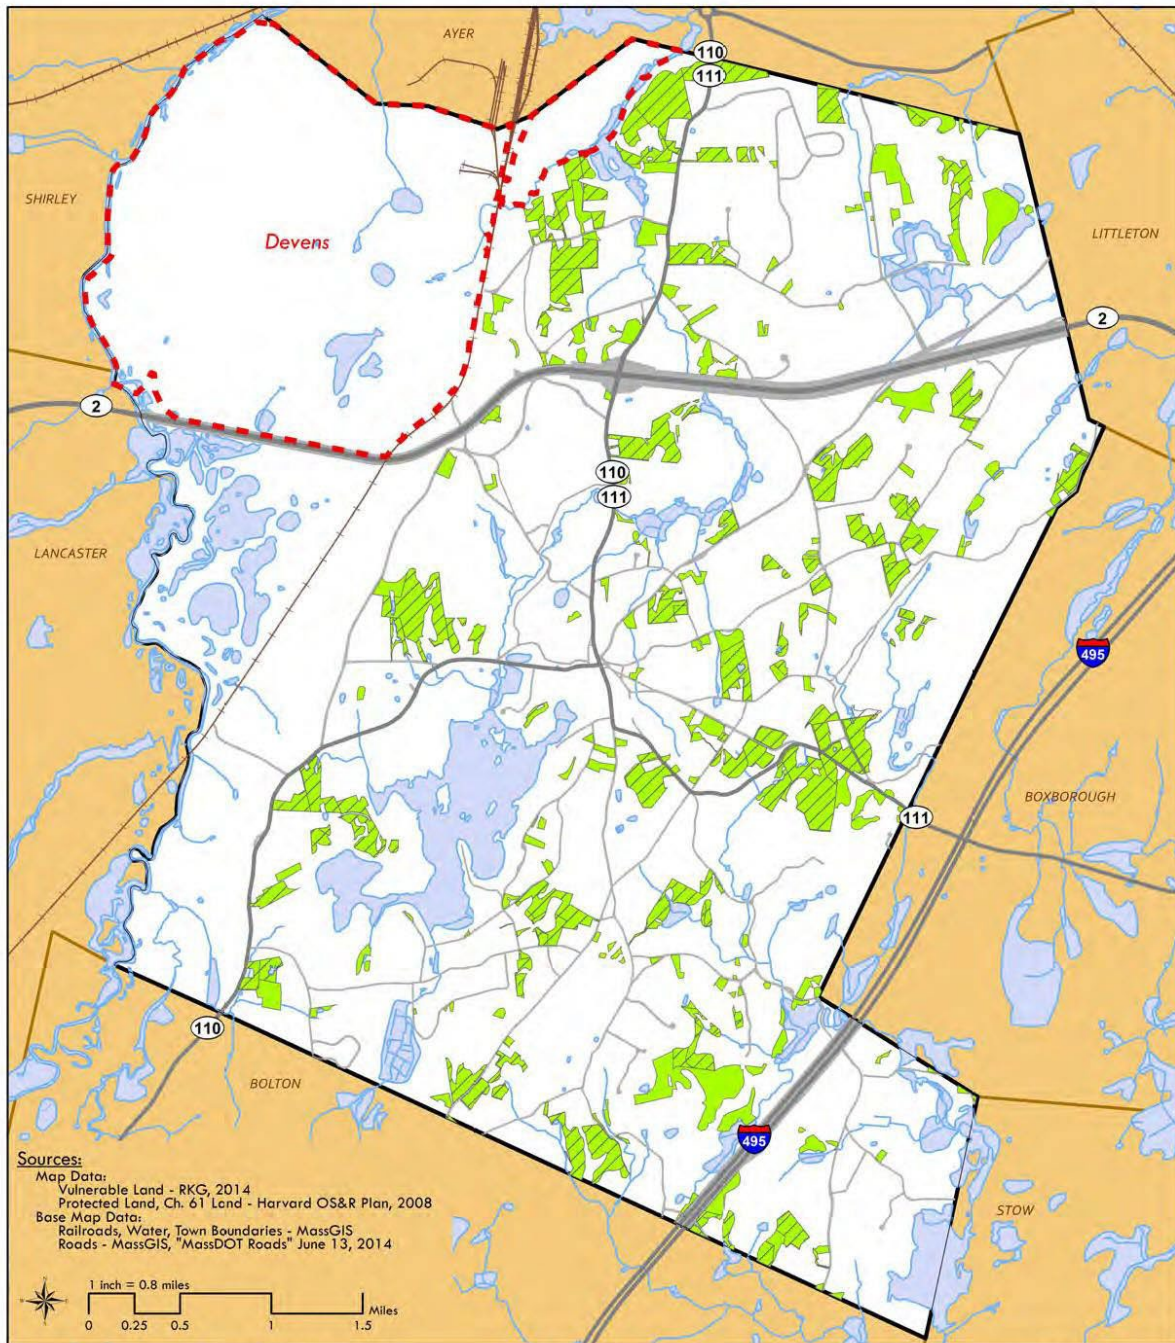 AYER
110
111
SHIRLEY
Devens
LITTLETON
2
2
110
111
LANCASTER
495
BOXBOROUGH
111
110
BOLTON
495
STOW
Sources:
Map Data:
Vulnerable Land - RKG, 2014
Protected Land, Ch. 61 Land - Harvard OS&R Plan, 2008
Base Map Data:
Railroads, Water, Town Boundaries - MassGIS
Roads - MassGIS, "MassDOT Roads" June 13, 2014
1 inch = 0.8 miles
Miles
0 0.25 0.5 1 1.5